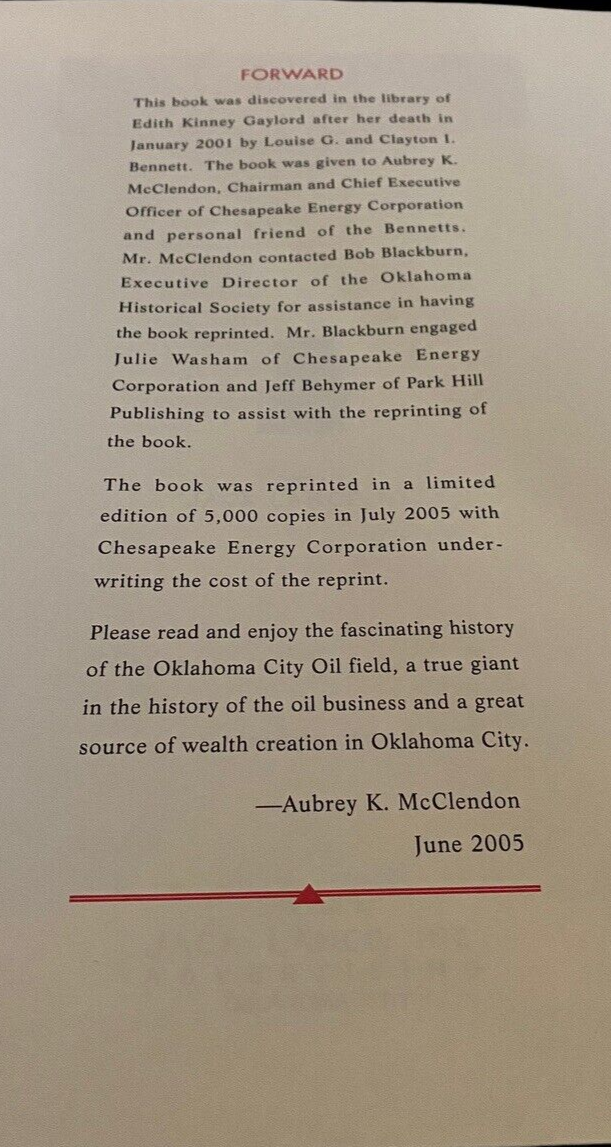 FORWARD
This book was discovered in the library of
Edith Kinney Gaylord after her death in
January 2001 by Louise G. and Clayton I.
Bennett. The book was given to Aubrey K.
McClendon, Chairman and Chief Executive
Officer of Chesapeake Energy Corporation
and personal friend of the Bennetts.
Mr. McClendon contacted Bob Blackburn,
Executive Director of the Oklahoma
Historical Society for assistance in having
the book reprinted. Mr. Blackburn engaged
Julie Washam of Chesapeake Energy
Corporation and Jeff Behymer of Park Hill
Publishing to assist with the reprinting of
the book.
The book was reprinted in a limited
edition of 5,000 copies in July 2005 with
Chesapeake Energy Corporation under-
writing the cost of the reprint.
Please read and enjoy the fascinating history
of the Oklahoma City Oil field, a true giant
in the history of the oil business and a great
source of wealth creation in Oklahoma City.
—Aubrey K. McClendon
June 2005